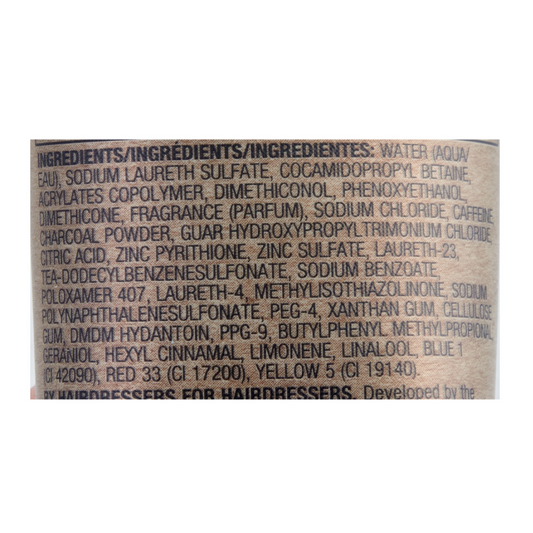 INGREDIENTS/INGRÉDIENTS/INGREDIENTES: WATER (AQUA/
EAU), SODIUM LAURETH SULFATE, COCAMIDOPROPYL BETAINE,
ACRYLATES COPOLYMER, DIMETHICONOL, PHENOXYETHANOL,
DIMETHICONE, FRAGRANCE (PARFUM), SODIUM CHLORIDE, CAFFEINE,
CHARCOAL POWDER, GUAR HYDROXYPROPYLTRIMONIUM CHLORIDE,
CITRIC ACID, ZINC PYRITHIONE, ZINC SULFATE, LAURETH-23,
TEA-DODECYLBENZENESULFONATE, SODIUM BENZOATE,
POLOXAMER 407, LAURETH-4, METHYLISOTHIAZOLINONE, SODIUM
POLYNAPHTHALENESULFONATE, PEG-4, XANTHAN GUM, CELLULOSE
GUM, DMDM HYDANTOIN, PPG-9, BUTYLPHENYL METHYLPROPIONAL,
GERANIOL, HEXYL CINNAMAL, LIMONENE, LINALOOL, BLUE 1
(CI 42090), RED 33 (CI 17200), YELLOW 5 (CI 19140).
BY HAIRDRESSERS FOR HAIRDRESSERS. Developed by the